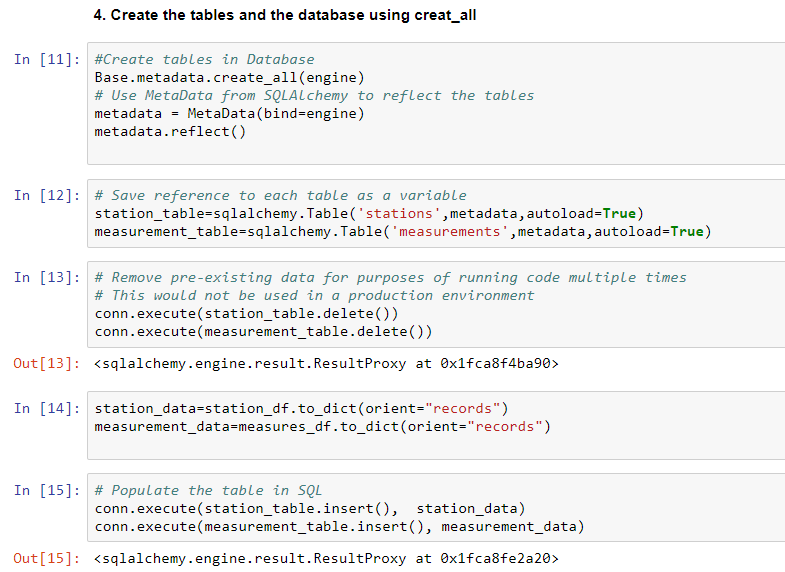 4. Create the tables and the database using creat_all
In [11]: #Create tables in Database
Base.metadata.create_all(engine)
# Use MetaData from SQLAlchemy to reflect the tables
metadata = MetaData(bind=engine)
metadata.reflect()
In [12]: # Save reference to each table as a variable
station_table=sqlalchemy.Table('stations',metadata,autoload=True)
measurement_table=sqlalchemy.Table('measurements',metadata,autoload=True)
In [13]: # Remove pre-existing data for purposes of running code multiple times
# This would not be used in a production environment
conn.execute(station_table.delete())
conn.execute(measurement_table.delete())
Out[13]: <sqlalchemy.engine.result.ResultProxy at 0x1fca8f4ba90>
In [14]: station_data=station_df.to_dict(orient="records")
measurement_data=measures_df.to_dict(orient="records")
In [15]: # Populate the table in SQL
conn.execute(station_table.insert(),  station_data)
conn.execute(measurement_table.insert(), measurement_data)
Out[15]: <sqlalchemy.engine.result.ResultProxy at 0x1fca8fe2a20>